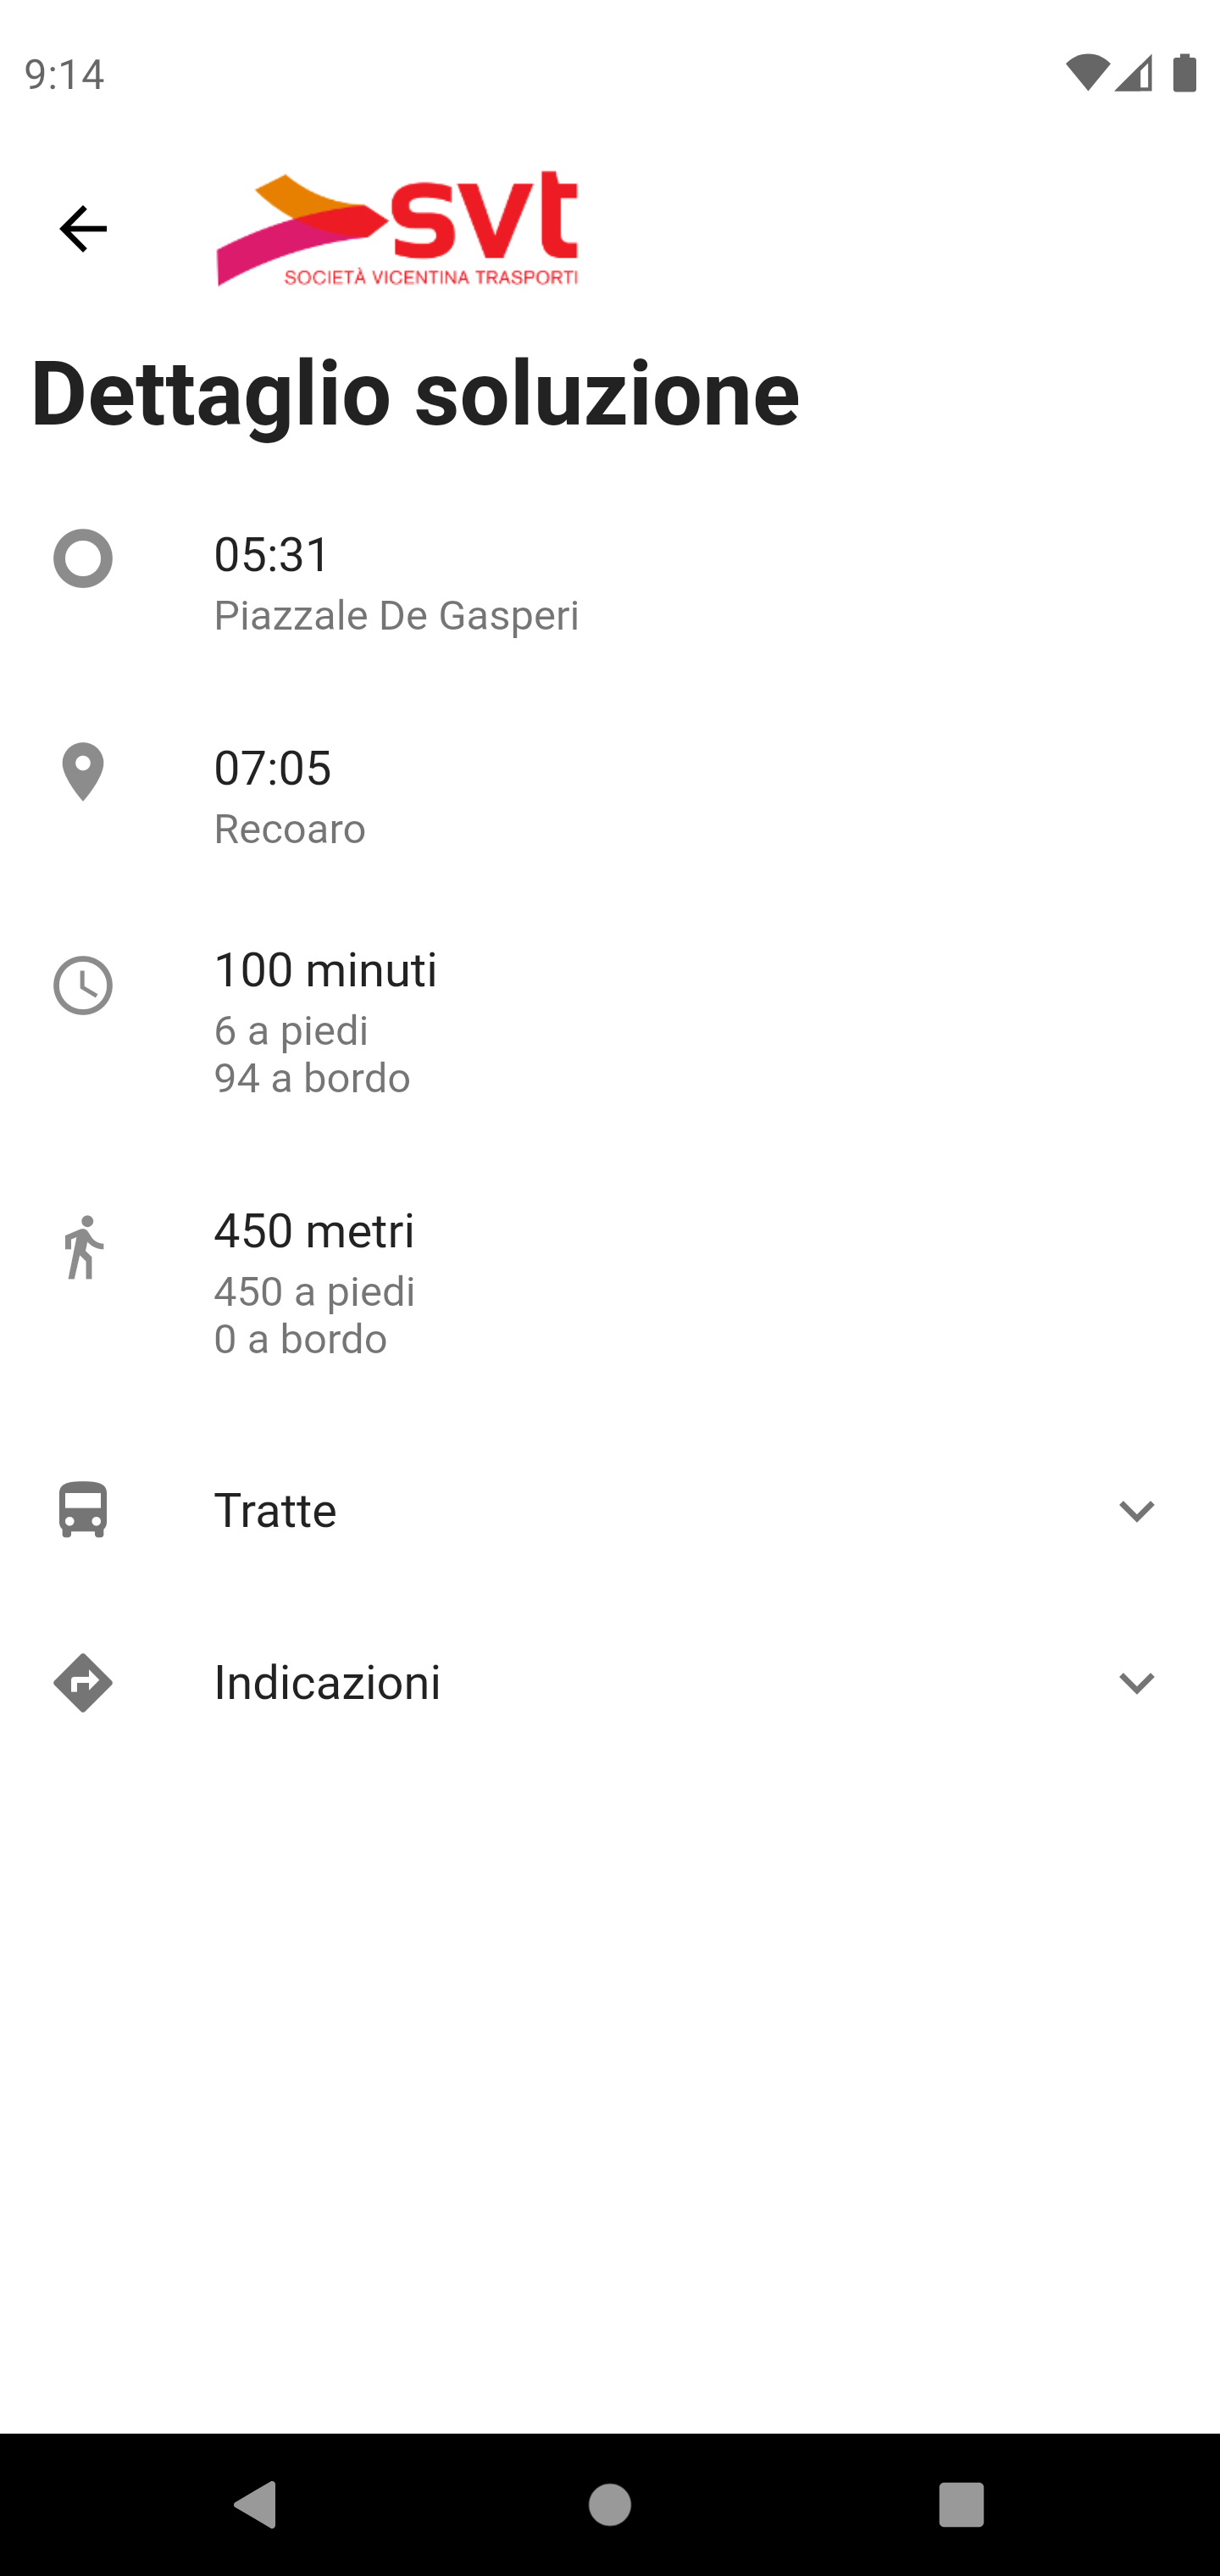 9:14
svt
SOCIETÀ VICENTINA TRASPORTI
Dettaglio soluzione
05:31
Piazzale De Gasperi
07:05
Recoaro
100 minuti
6 a piedi
94 a bordo
450 metri
450 a piedi
0 a bordo
Tratte
Indicazioni